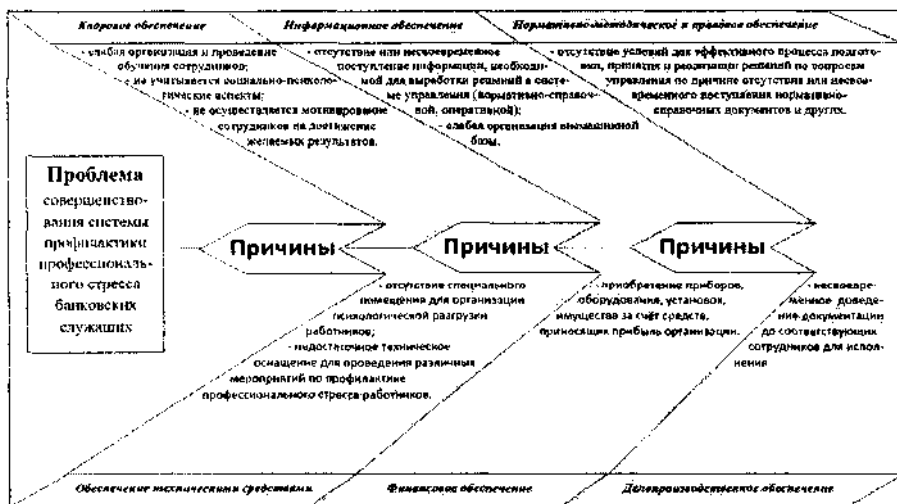 Кадровое обеспечение
Информационное обеспечение
Нормативно-методическое и правовое обеспечение
- слабая организация и проведение
обучения сотрудников;
- не учитывается социально-психоло-
гические аспекты;
- не осуществляется мотивирование
сотрудников на достижение
желаемых результатов.
- отсутствие или несвоевременное
поступление информации, необходи-
мой для выработки решений в систе-
ме управления (нормативно-справоч-
ной, оперативной);
- слабая организация внемашинной
базы.
- отсутствие условий для эффективного процесса подгото-
вки, принятия и реализации решений по вопросам
управления по причине отсутствия или несвое-
временного поступления нормативно-
справочных документов и других.
Проблема
совершенство-
вания системы
профилактики
профессиональ-
ного стресса
банковских
служащих
Причины
Причины
Причины
- отсутствие специального
помещения для организации
психологической разгрузки
работников;
- недостаточное техническое
оснащение для проведения различных
мероприятий по профилактике
профессионального стресса работников.
- приобретение приборов,
оборудования, установок,
имущества за счёт средств,
приносящих прибыль организации.
- несвоевре-
менное доведе-
ние документации
до соответствующих
сотрудников для испол-
нения
Обеспечение техническими средствами
Финансовое обеспечение
Делопроизводственное обеспечение